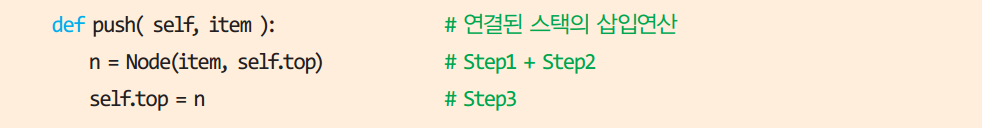 def push( self, item ): # 연결된 스택의 삽입연산
n = Node(item, self.top) # Step1 + Step2
self.top = n # Step3